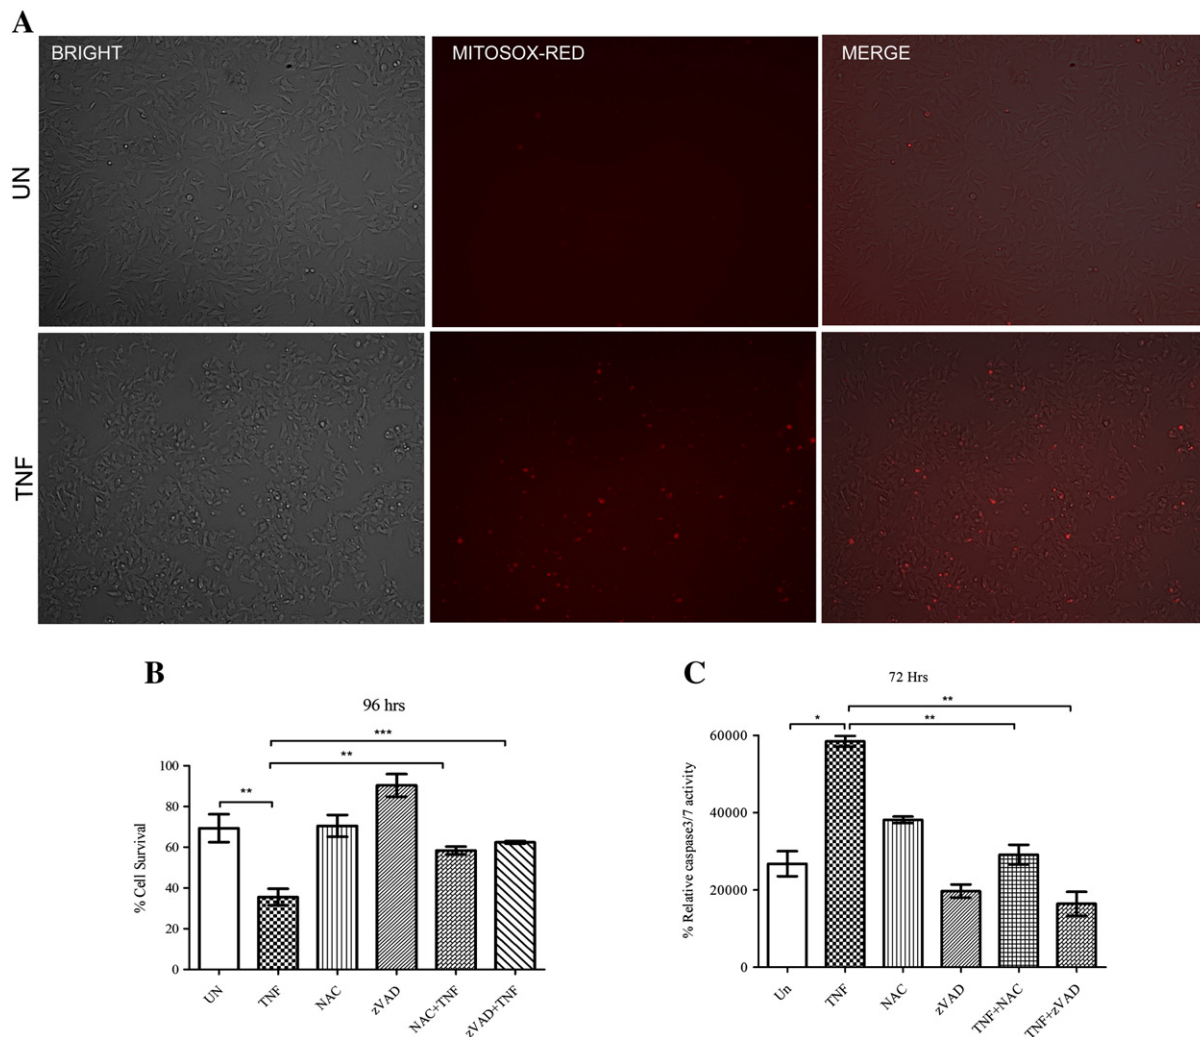 A
BRIGHT
MITOSOX-RED
MERGE
UN
TNF
B
96 hrs
***
**
**
% Cell Survival
100
80
60
40
20
0
UN
TNF
NAC
zVAD
NAC+TNF
zVAD+TNF
C
72 Hrs
**
*
**
% Relative caspase3/7 activity
60000
40000
20000
0
Un
TNF
NAC
zVAD
TNF+NAC
TNF+zVAD